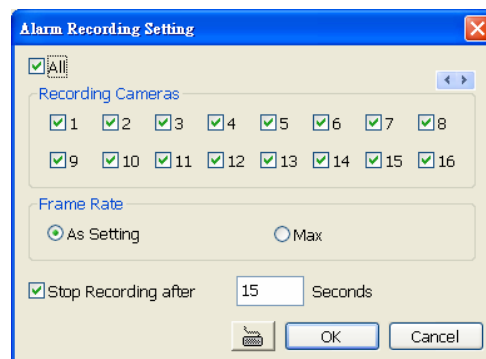 Alarm Recording Setting
All
Recording Cameras
1 2 3 4 5 6 7 8
9 10 11 12 13 14 15 16
Frame Rate
As Setting Max
Stop Recording after 15 Seconds
OK Cancel